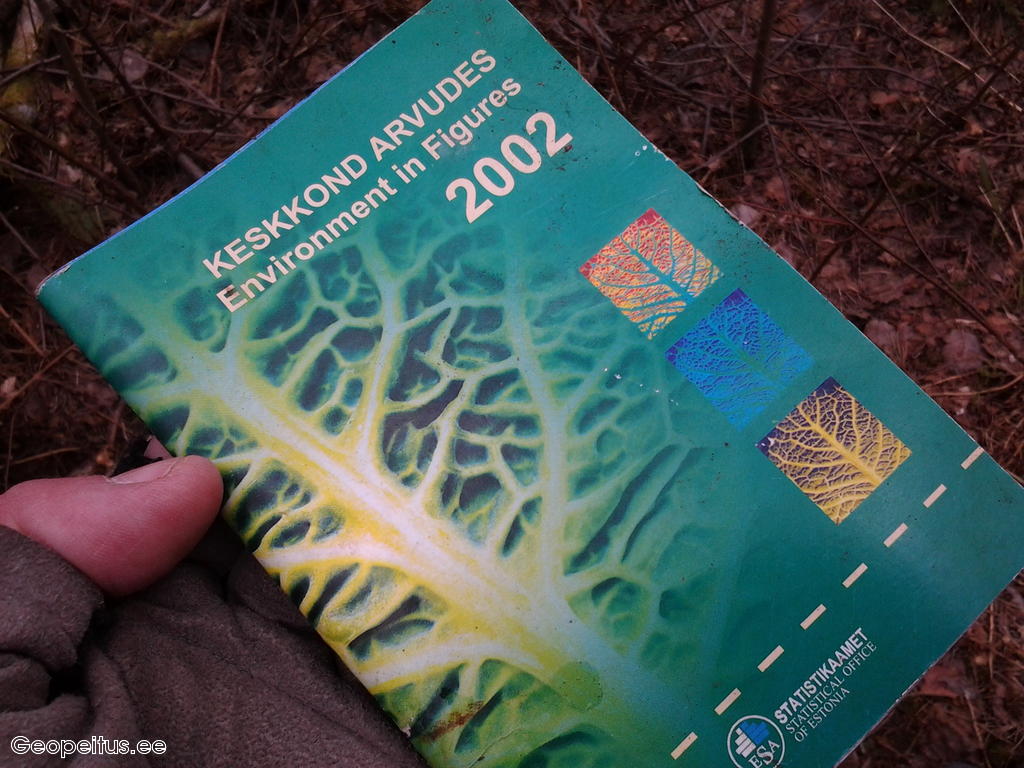 KESKKOND ARVUDES
Environment in Figures
2002
STATISTIKAAMET
STATISTICAL OFFICE
OF ESTONIA
ESA
Geopeitus.ee